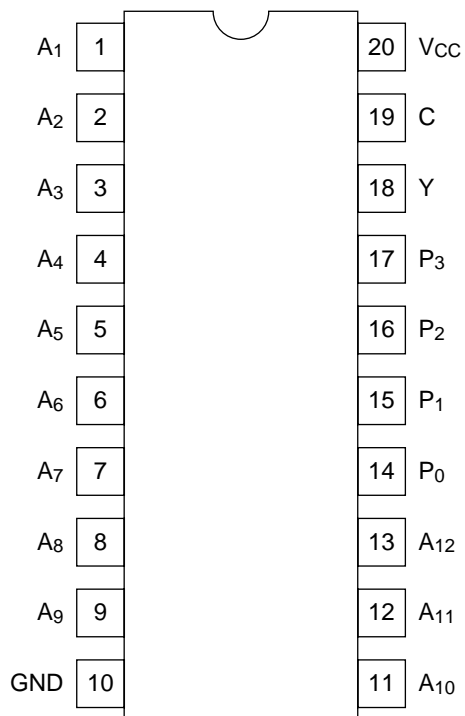 A1 1 20 VCC
A2 2 19 C
A3 3 18 Y
A4 4 17 P3
A5 5 16 P2
A6 6 15 P1
A7 7 14 P0
A8 8 13 A12
A9 9 12 A11
GND 10 11 A10